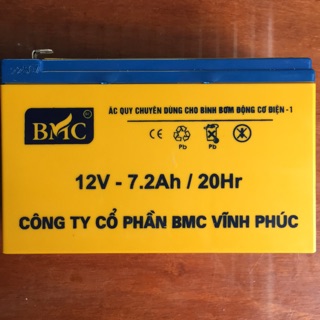 BMC
ẮC QUY CHUYÊN DÙNG CHO BÌNH BƠM ĐỘNG CƠ ĐIỆN - 1
Pb Pb
12V - 7.2Ah / 20Hr
CÔNG TY CỔ PHẦN BMC VĨNH PHÚC